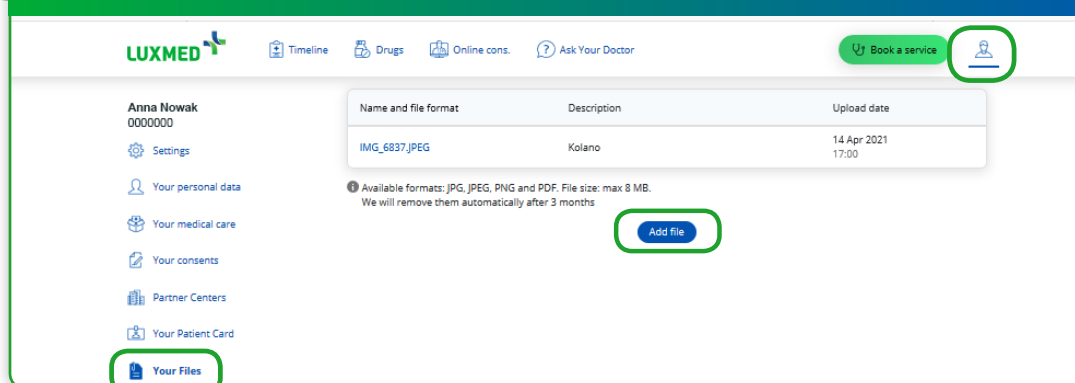 LUXMED
Timeline
Drugs
Online cons.
Ask Your Doctor
Book a service
Anna Nowak
0000000
Settings
Your personal data
Your medical care
Your consents
Partner Centers
Your Patient Card
Your Files
Name and file format Description Upload date
IMG_6837.JPEG Kolano 14 Apr 2021
17:00
Available formats: JPG, JPEG, PNG and PDF. File size: max 8 MB.
We will remove them automatically after 3 months
Add file